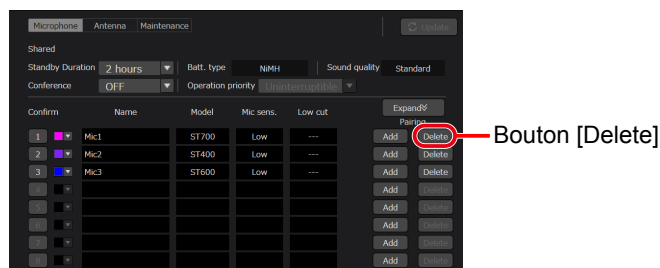 Microphone Antenna Maintenance Update
Shared
Standby Duration 2 hours Batt. type NiMH Sound quality Standard
Conference OFF Operation priority Uninterruptible
Confirm Name Model Mic sens. Low cut Expand
Pairing
1 Mic1 ST700 Low --- Add Delete Bouton [Delete]
2 Mic2 ST400 Low --- Add Delete
3 Mic3 ST600 Low --- Add Delete
4 Add Delete
5 Add Delete
6 Add Delete
7 Add Delete
8 Add Delete